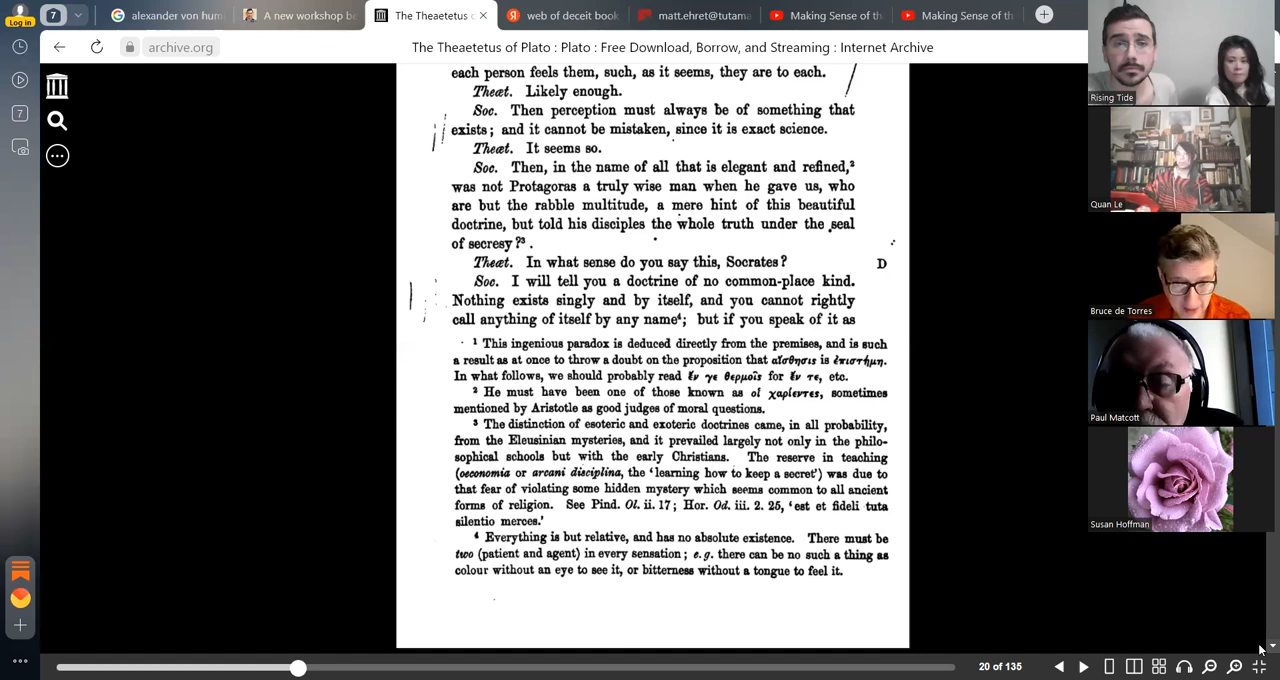 7
alexander von hum
A new workshop be
The Theaetetus o
web of deceit book
matt.ehret@tutama
Making Sense of th
Making Sense of th
Log in
archive.org
The Theaetetus of Plato : Plato : Free Download, Borrow, and Streaming : Internet Archive
7
each person feels them, such, as it seems, they are to each.
Theæt. Likely enough.
Soc. Then perception must always be of something that
exists; and it cannot be mistaken, since it is exact science.
Theæt. It seems so.
Soc. Then, in the name of all that is elegant and refined,²
was not Protagoras a truly wise man when he gave us, who
are but the rabble multitude, a mere hint of this beautiful
doctrine, but told his disciples the whole truth under the seal
of secresy?³
Theæt. In what sense do you say this, Socrates?
D
Soc. I will tell you a doctrine of no common-place kind.
Nothing exists singly and by itself, and you cannot rightly
call anything of itself by any name⁴; but if you speak of it as
¹ This ingenious paradox is deduced directly from the premises, and is such
a result as at once to throw a doubt on the proposition that αἴσθησις is ἐπιστήμη.
In what follows, we should probably read ἔν γε θερμοῖς for ἔν τε, etc.
² He must have been one of those known as οἱ χαρίεντες, sometimes
mentioned by Aristotle as good judges of moral questions.
³ The distinction of esoteric and exoteric doctrines came, in all probability,
from the Eleusinian mysteries, and it prevailed largely not only in the philo-
sophical schools but with the early Christians. The reserve in teaching
(oeconomia or arcani disciplina, the ‘learning how to keep a secret’) was due to
that fear of violating some hidden mystery which seems common to all ancient
forms of religion. See Pind. Ol. ii. 17; Hor. Od. iii. 2. 25, ‘est et fideli tuta
silentio merces.’
⁴ Everything is but relative, and has no absolute existence. There must be
two (patient and agent) in every sensation; e.g. there can be no such a thing as
colour without an eye to see it, or bitterness without a tongue to feel it.
20 of 135
Rising Tide
Quan Le
Bruce de Torres
Paul Matcott
Susan Hoffman